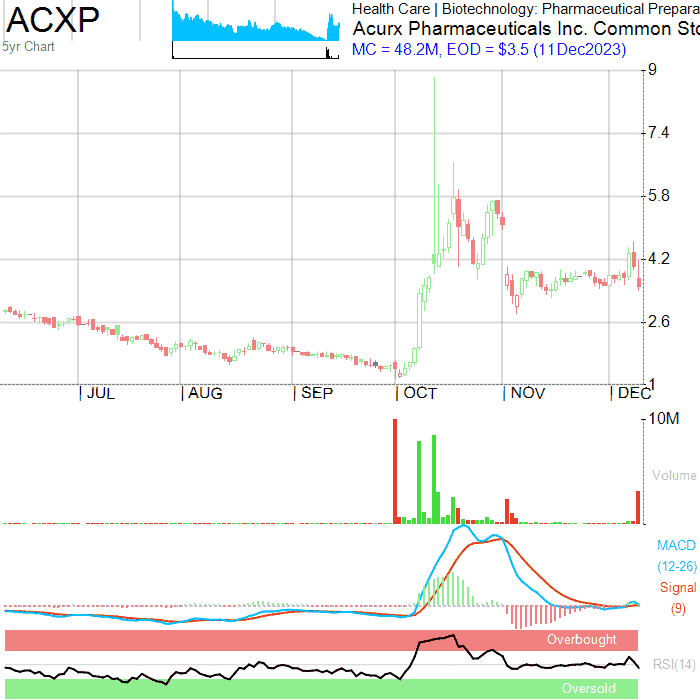 ACXP
5yr Chart
Health Care | Biotechnology: Pharmaceutical Prepara
Acurx Pharmaceuticals Inc. Common Sto
MC = 48.2M, EOD = $3.5 (11Dec2023)
9
7.4
5.8
4.2
2.6
1
| JUL | AUG | SEP | OCT | NOV | DEC
10M
Volume
MACD
(12-26)
Signal
(9)
Overbought
RSI(14)
Oversold